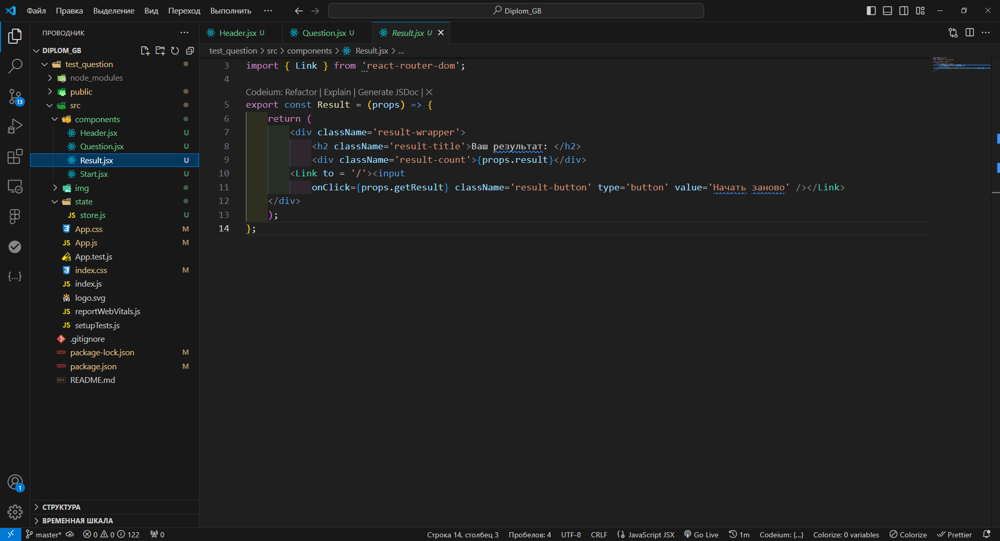 Файл Правка Выделение Вид Переход Выполнить ··· Diplom_GB
ПРОВОДНИК ···
Header.jsx U Question.jsx U Result.jsx U
DIPLOM_GB
test_question > src > components > Result.jsx > ...
test_question
node_modules
public
src
components
Header.jsx U
Question.jsx U
Result.jsx U
Start.jsx U
img
state
store.js U
App.css M
App.js M
App.test.js
index.css M
index.js
logo.svg
reportWebVitals.js
setupTests.js
.gitignore
package-lock.json M
package.json M
README.md
СТРУКТУРА
ВРЕМЕННАЯ ШКАЛА
13
1
3 import { Link } from 'react-router-dom';
4
Codeium: Refactor | Explain | Generate JSDoc | ✕
5 export const Result = (props) => {
6 return (
7 <div className='result-wrapper'>
8 <h2 className='result-title'>Ваш результат: </h2>
9 <div className='result-count'>{props.result}</div>
10 <Link to = '/'><input
11 onClick={props.getResult} className='result-button' type='button' value='Начать заново' /></Link>
12 </div>
13 );
14 };
master* 0 0 122 0 Строка 14, столбец 3 Пробелов: 4 UTF-8 CRLF JavaScript JSX Go Live 1m Codeium: {...} Colorize: 0 variables Colorize Prettier